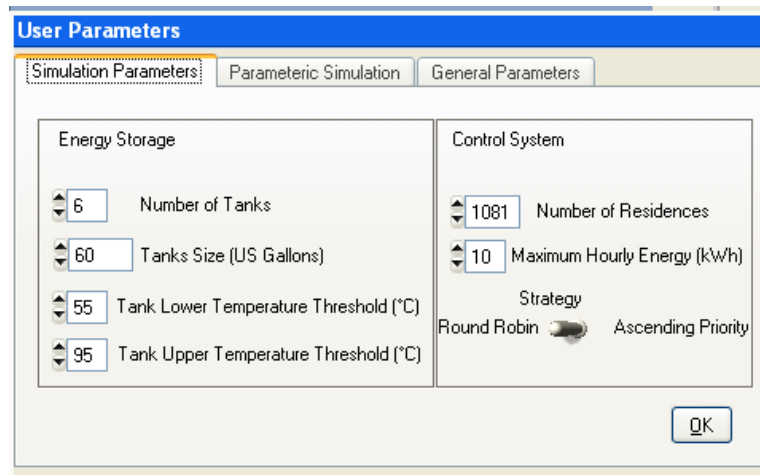 User Parameters
Simulation Parameters
Parameteric Simulation
General Parameters
Energy Storage
6 Number of Tanks
60 Tanks Size (US Gallons)
55 Tank Lower Temperature Threshold (°C)
95 Tank Upper Temperature Threshold (°C)
Control System
1081 Number of Residences
10 Maximum Hourly Energy (kWh)
Strategy
Round Robin Ascending Priority
OK